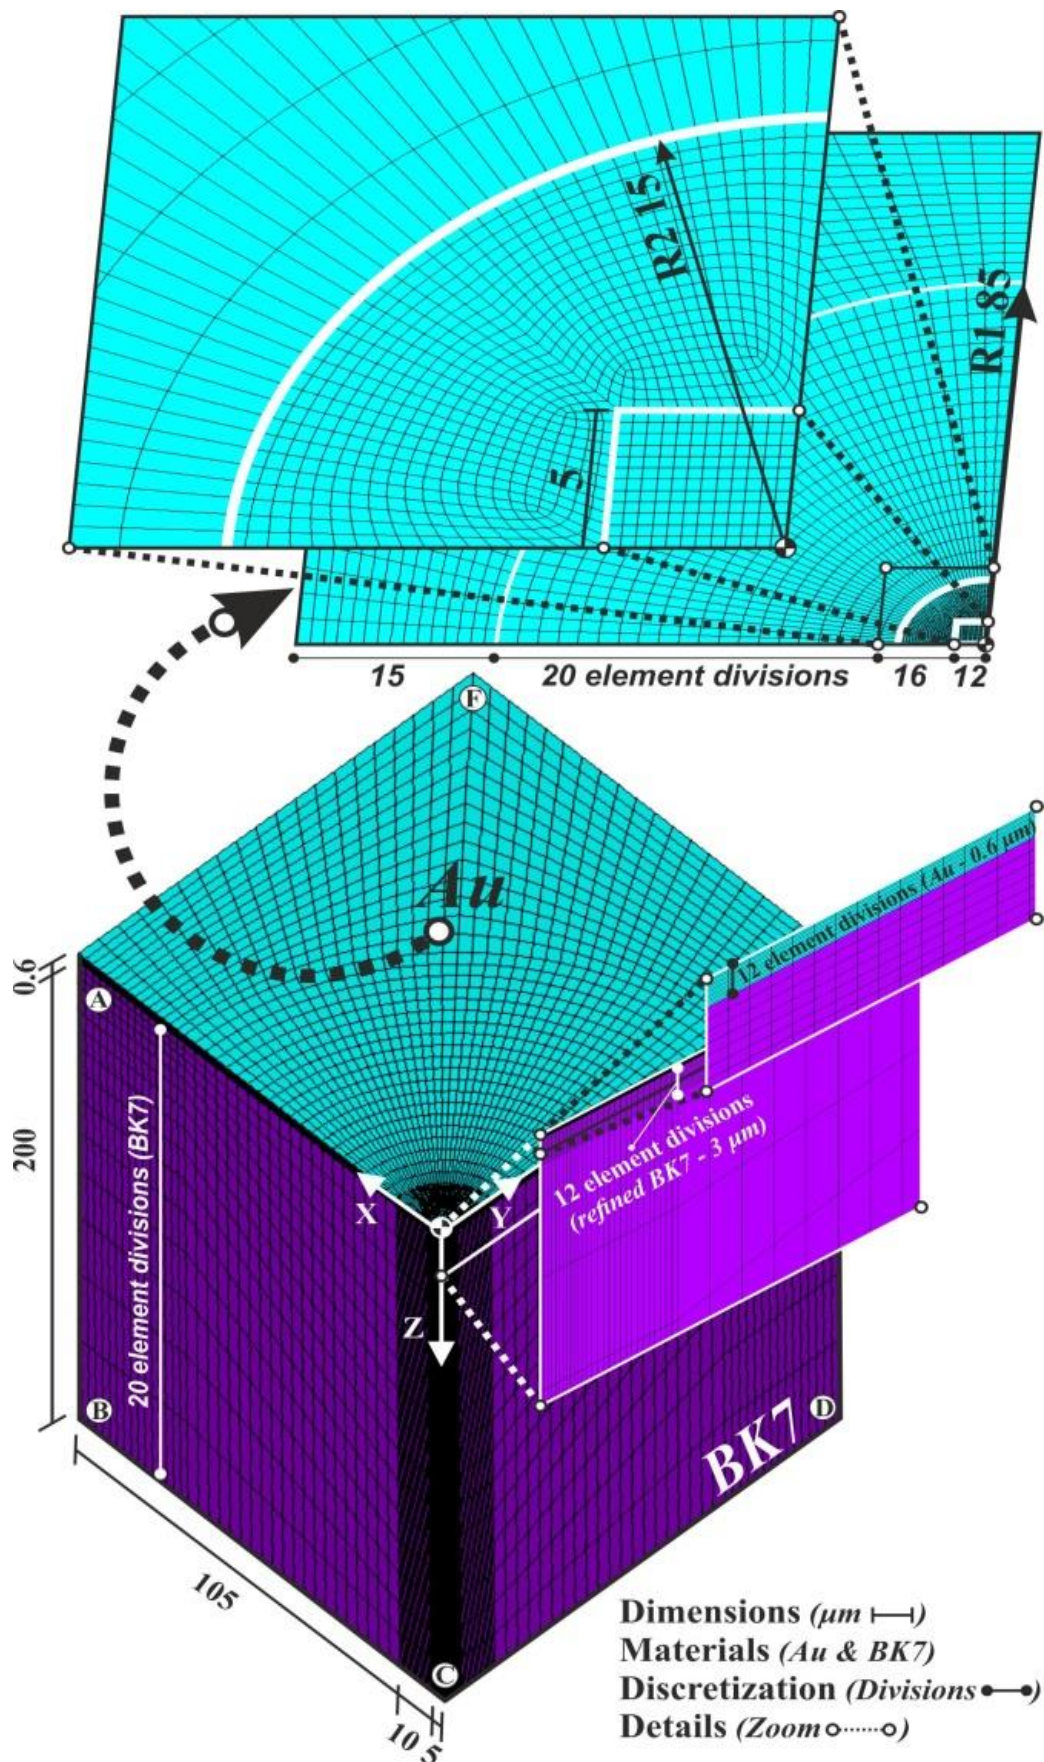 R2 15
R1 85
5
15
20 element divisions
16
12
F
Au
12 element divisions (Au - 0.6 µm)
0.6
A
200
20 element divisions (BK7)
12 element divisions
(refined BK7 - 3 µm)
X
Y
Z
B
D
BK7
105
C
10
5
Dimensions (µm)
Materials (Au & BK7)
Discretization (Divisions)
Details (Zoom)